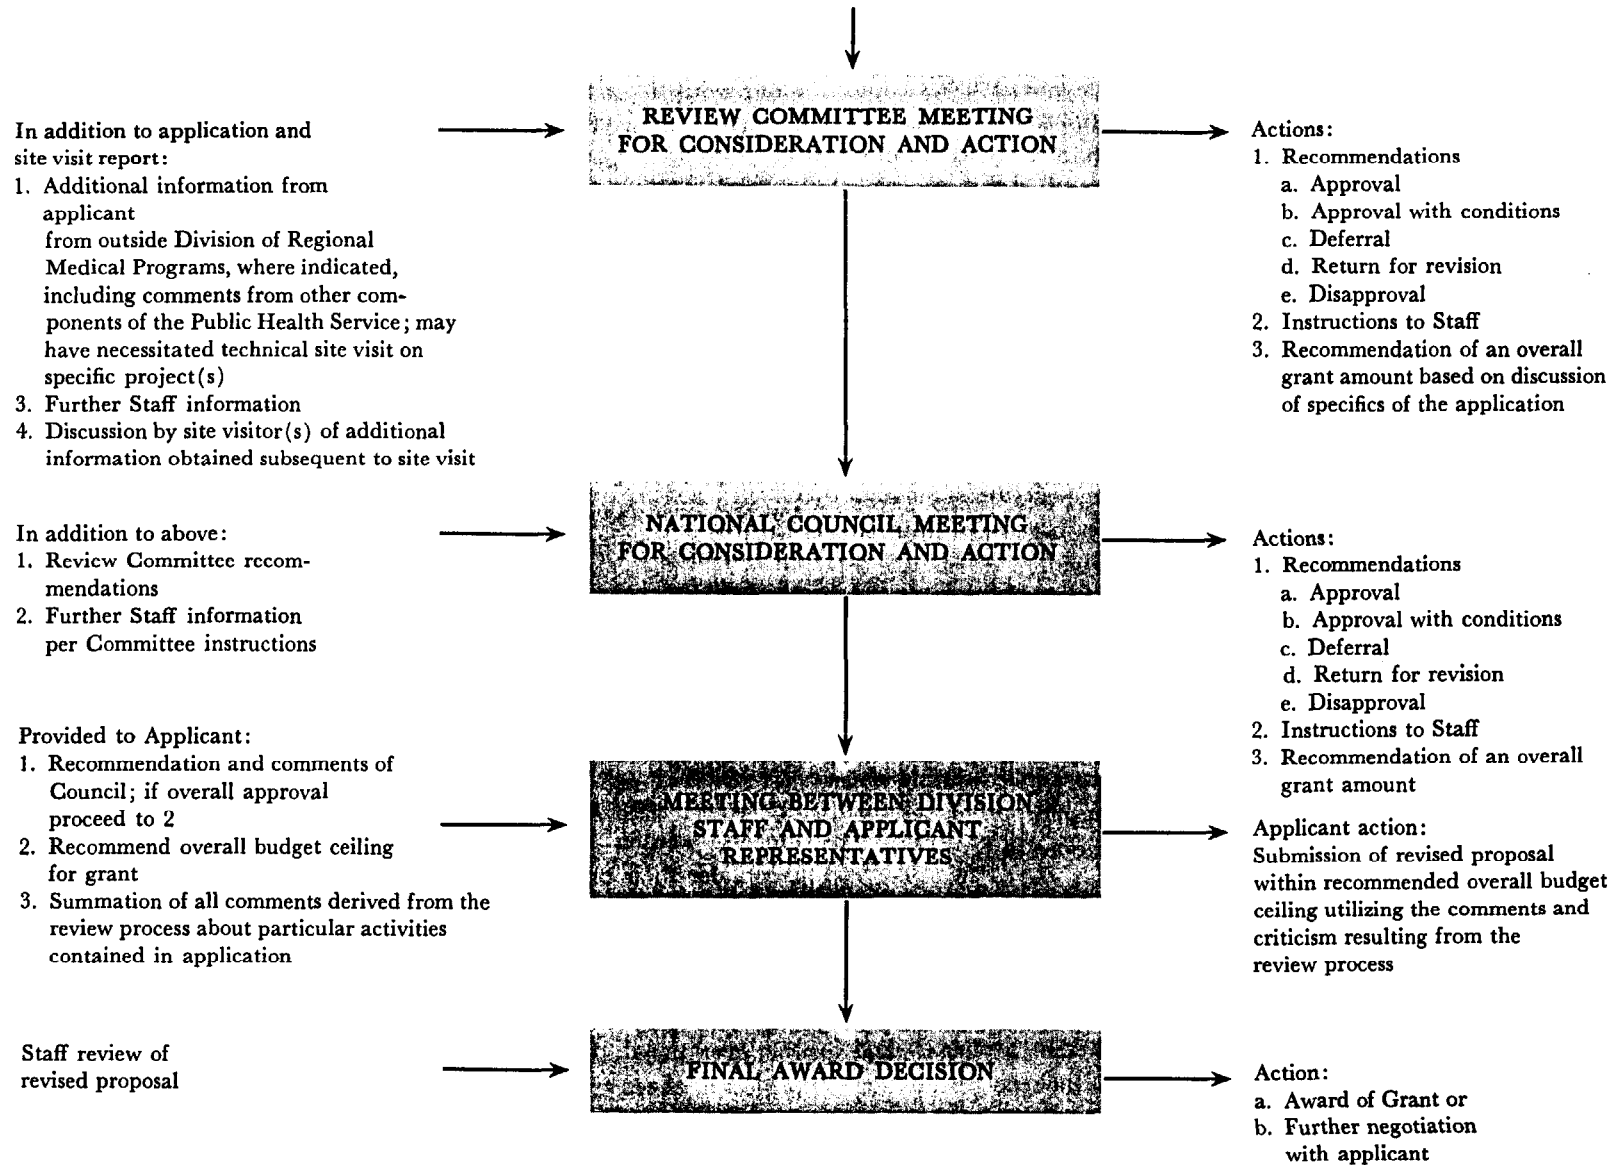 REVIEW COMMITTEE MEETING
FOR CONSIDERATION AND ACTION
In addition to application and
site visit report:
1. Additional information from
applicant
from outside Division of Regional
Medical Programs, where indicated,
including comments from other com-
ponents of the Public Health Service; may
have necessitated technical site visit on
specific project(s)
3. Further Staff information
4. Discussion by site visitor(s) of additional
information obtained subsequent to site visit
Actions:
1. Recommendations
a. Approval
b. Approval with conditions
c. Deferral
d. Return for revision
e. Disapproval
2. Instructions to Staff
3. Recommendation of an overall
grant amount based on discussion
of specifics of the application
NATIONAL COUNCIL MEETING
FOR CONSIDERATION AND ACTION
In addition to above:
1. Review Committee recom-
mendations
2. Further Staff information
per Committee instructions
Actions:
1. Recommendations
a. Approval
b. Approval with conditions
c. Deferral
d. Return for revision
e. Disapproval
2. Instructions to Staff
3. Recommendation of an overall
grant amount
Provided to Applicant:
1. Recommendation and comments of
Council; if overall approval
proceed to 2
2. Recommend overall budget ceiling
for grant
3. Summation of all comments derived from the
review process about particular activities
contained in application
MEETING BETWEEN DIVISION
STAFF AND APPLICANT
REPRESENTATIVES
Applicant action:
Submission of revised proposal
within recommended overall budget
ceiling utilizing the comments and
criticism resulting from the
review process
Staff review of
revised proposal
FINAL AWARD DECISION
Action:
a. Award of Grant or
b. Further negotiation
with applicant